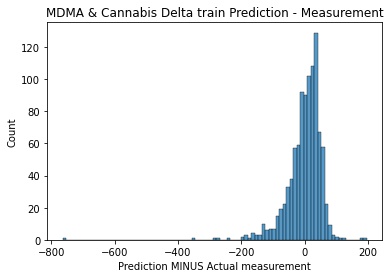 MDMA & Cannabis Delta train Prediction - Measurement
120
100
80
60
40
20
0
Count
−800 −600 −400 −200 0 200
Prediction MINUS Actual measurement